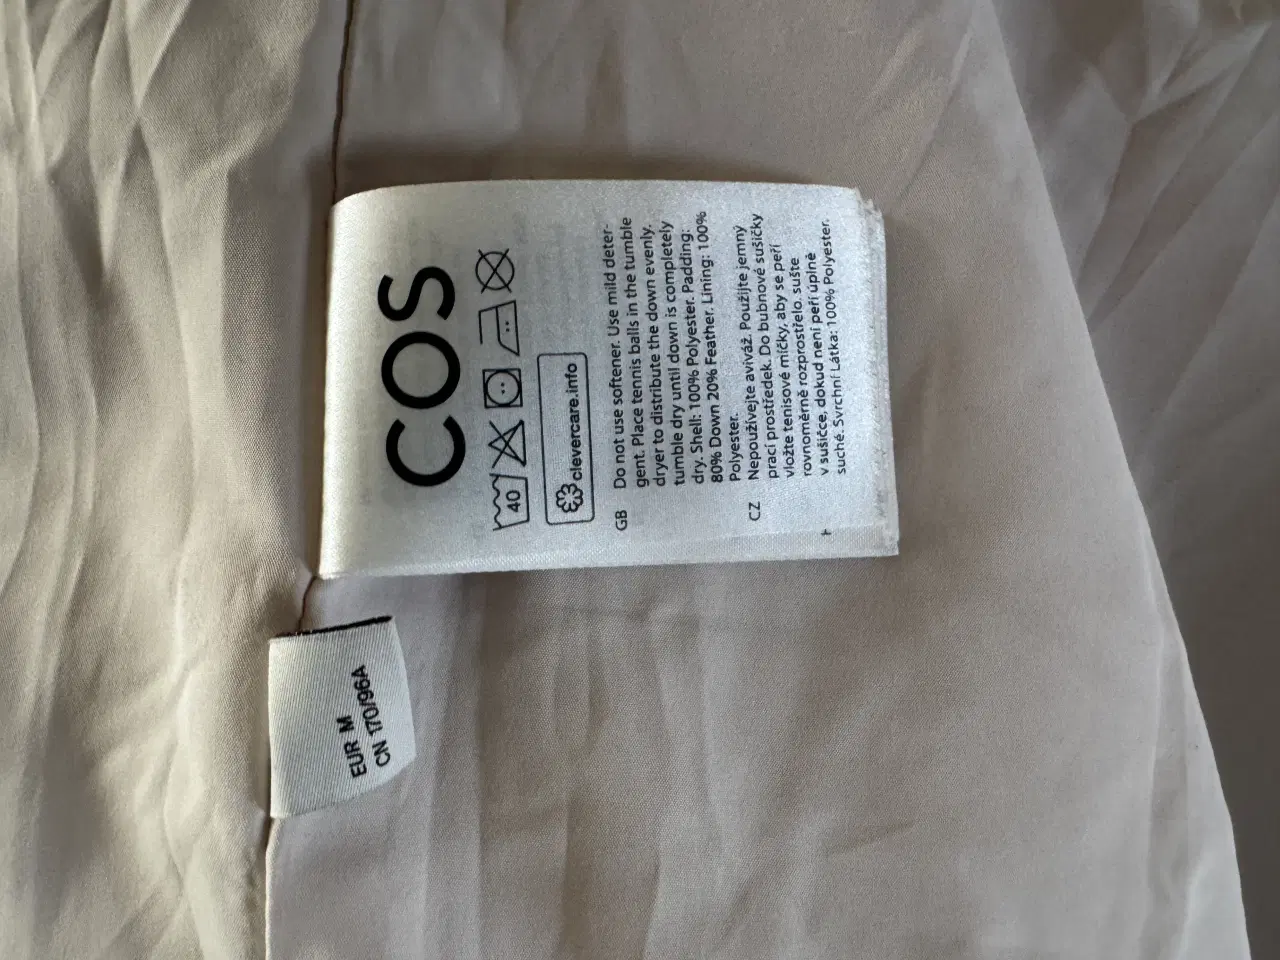 COS
40
clevercare.info
GB Do not use softener. Use mild deter-
gent. Place tennis balls in the tumble
dryer to distribute the down evenly.
tumble dry until down is completely
dry. Shell: 100% Polyester. Padding:
80% Down 20% Feather. Lining: 100%
Polyester.
CZ Nepoužívejte aviváž. Použijte jemný
prací prostředek. Do bubnové sušičky
vložte tenisové míčky, aby se peří
rovnoměrně rozprostřelo. sušte
v sušičce, dokud není peří úplně
suché. Svrchní Látka: 100% Polyester.
EUR M
CN 170/96A